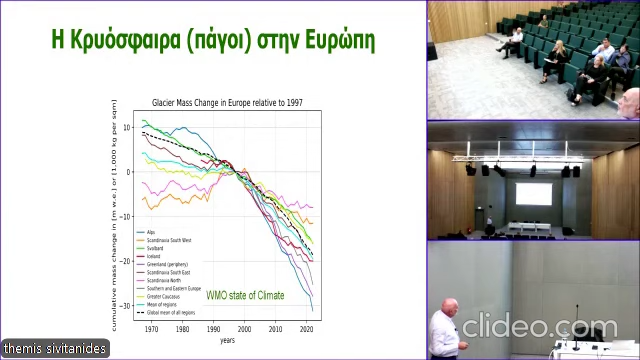 Η Κρυόσφαιρα (πάγοι) στην Ευρώπη
Glacier Mass Change in Europe relative to 1997
cumulative mass change in [m w.e.] or [1,000 kg per sqm]
10
0
−10
−20
−30
Alps
Scandinavia South West
Svalbard
Iceland
Greenland (periphery)
Scandinavia South East
Scandinavia North
Southern and Eastern Europe
Greater Caucasus
Mean of regions
Global mean of all regions
WMO state of Climate
1970
1980
1990
2000
2010
2020
years
themis sivitanides
clideo.com